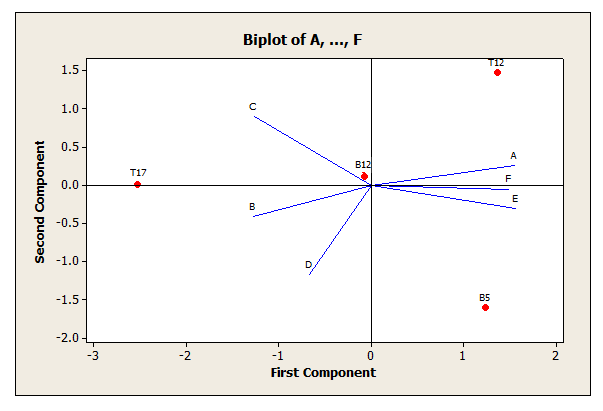 Biplot of A, ..., F
T12
1.5
C
1.0
0.5
A
B12
T17
F
0.0
E
B
-0.5
D
-1.0
B5
-1.5
-2.0
-3 -2 -1 0 1 2
First Component
Second Component